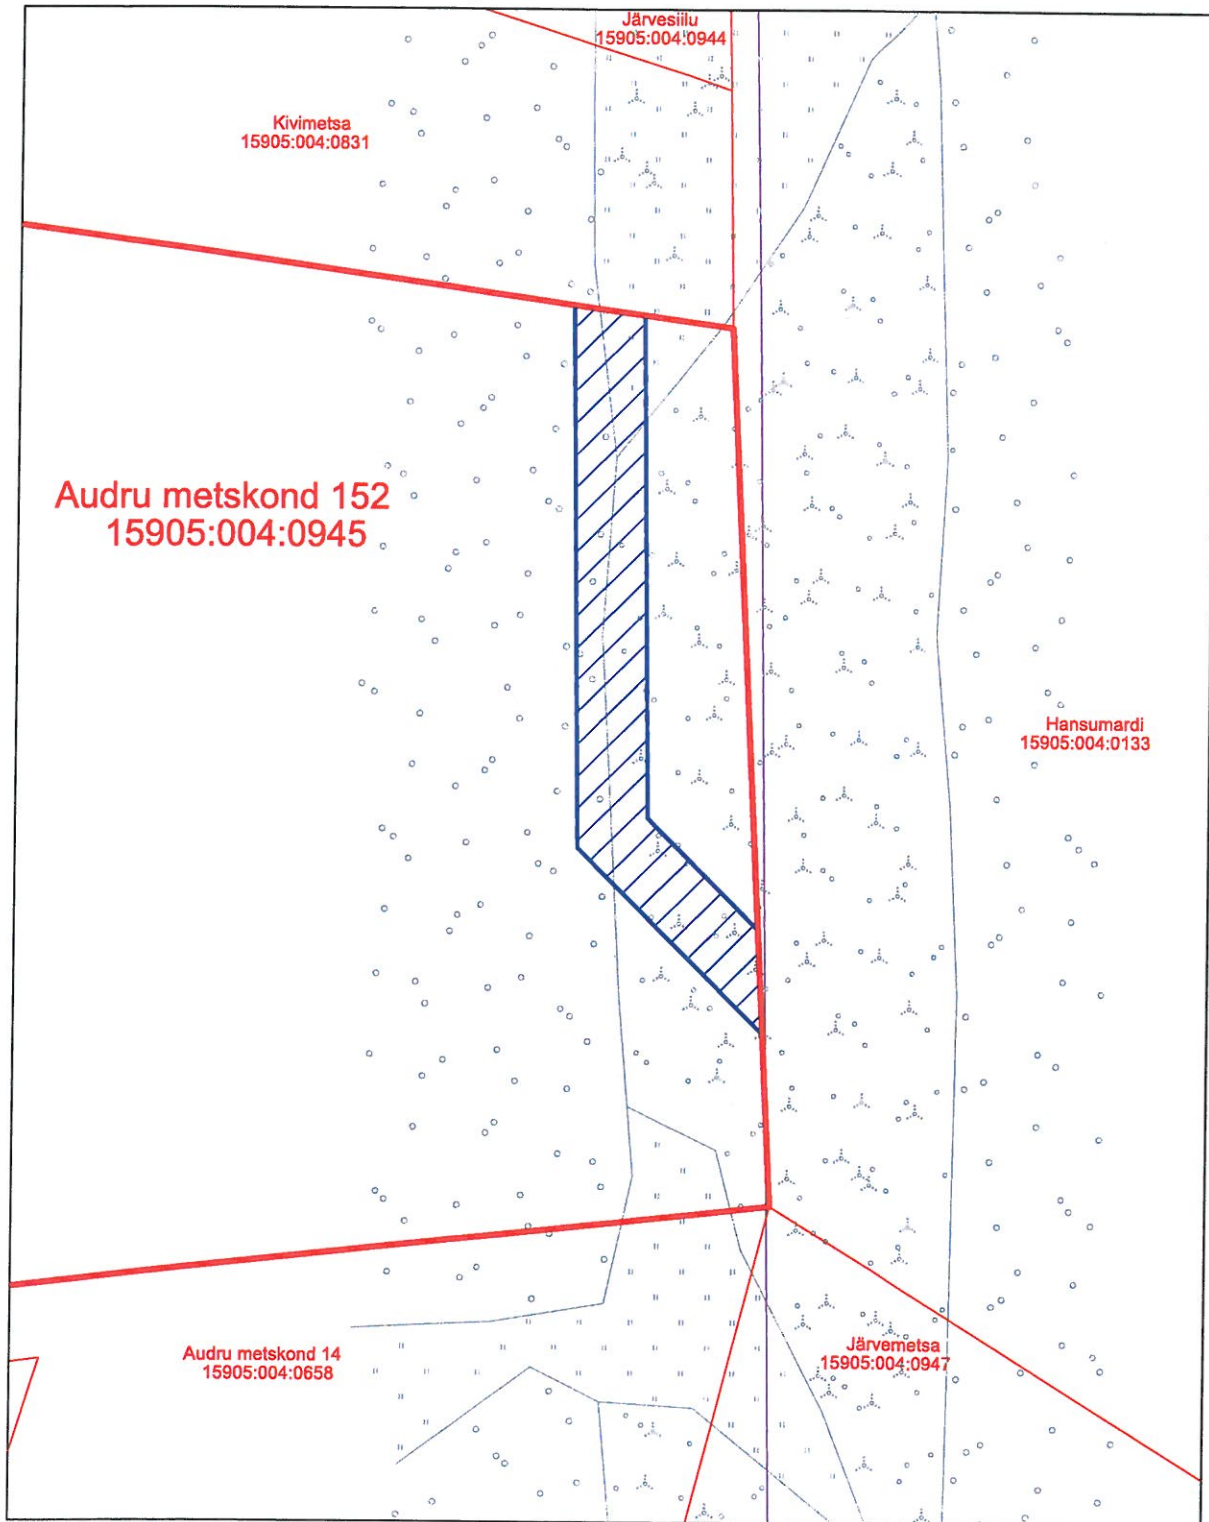 Järvesiilu
15905:004:0944
Kivimetsa
15905:004:0831
Audru metskond 152
15905:004:0945
Hansumardi
15905:004:0133
Audru metskond 14
15905:004:0658
Järvemetsa
15905:004:0947